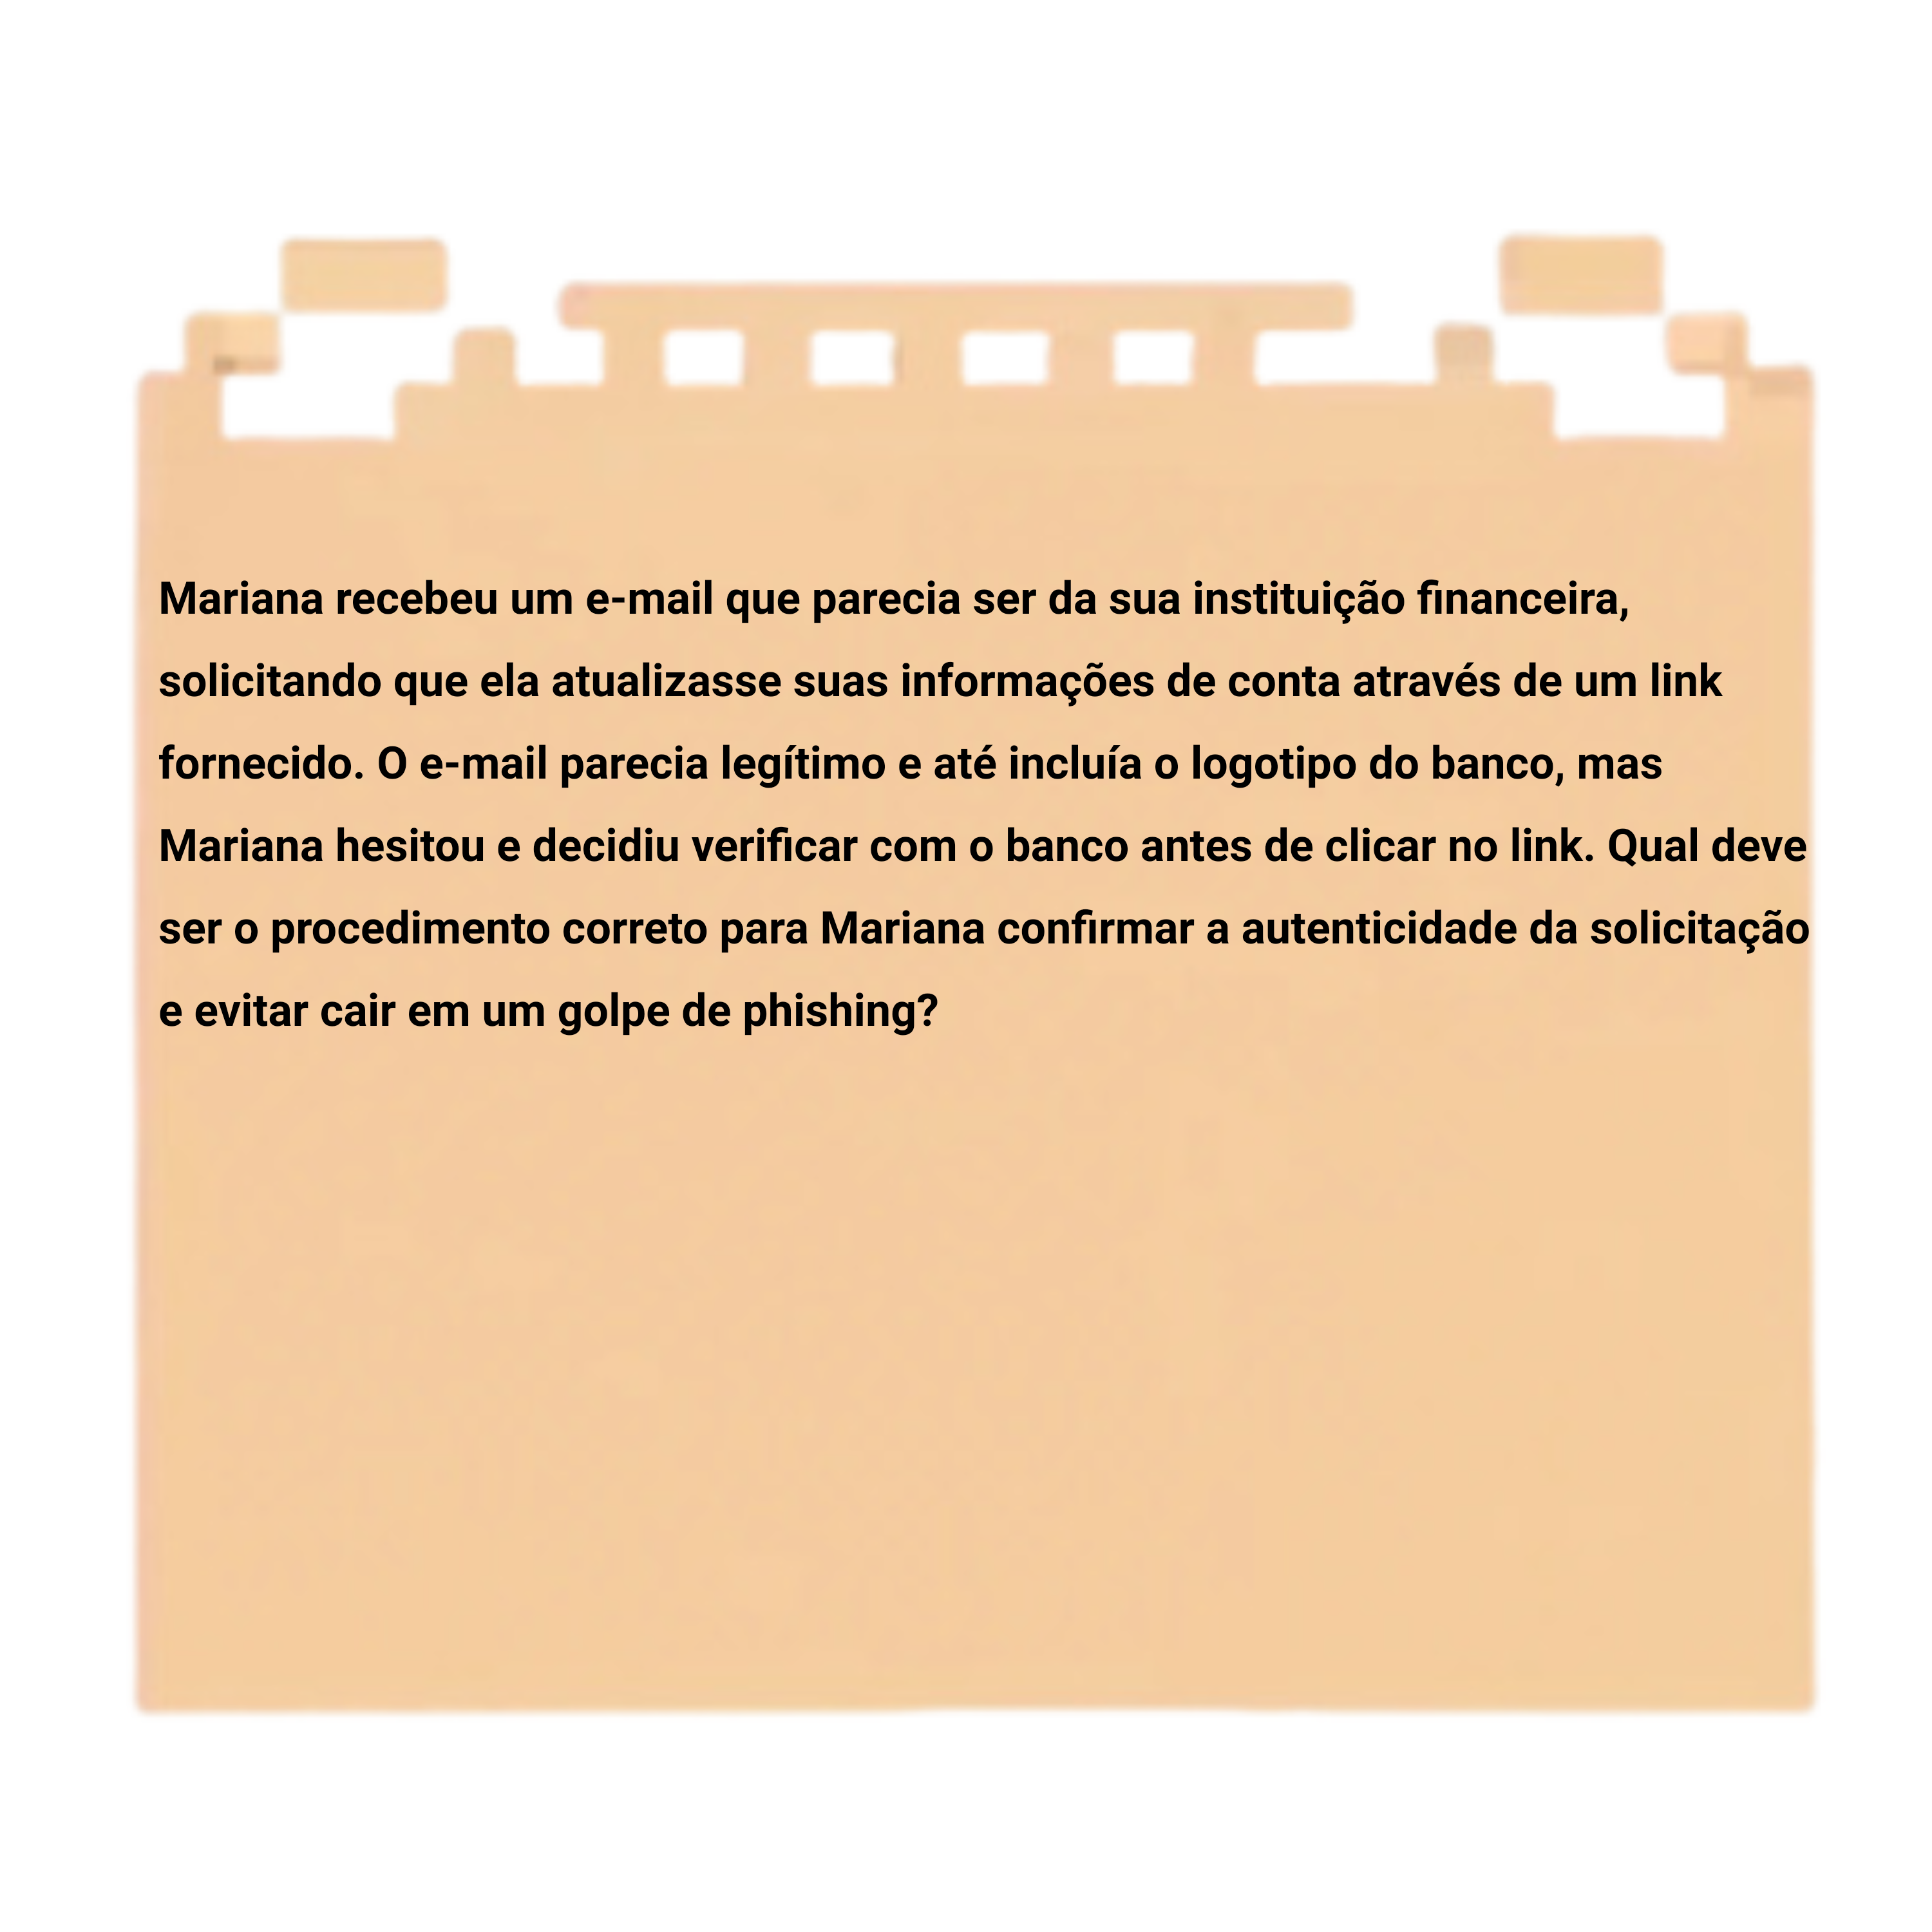 Mariana recebeu um e-mail que parecia ser da sua instituição financeira,
solicitando que ela atualizasse suas informações de conta através de um link
fornecido. O e-mail parecia legítimo e até incluía o logotipo do banco, mas
Mariana hesitou e decidiu verificar com o banco antes de clicar no link. Qual deve
ser o procedimento correto para Mariana confirmar a autenticidade da solicitação
e evitar cair em um golpe de phishing?